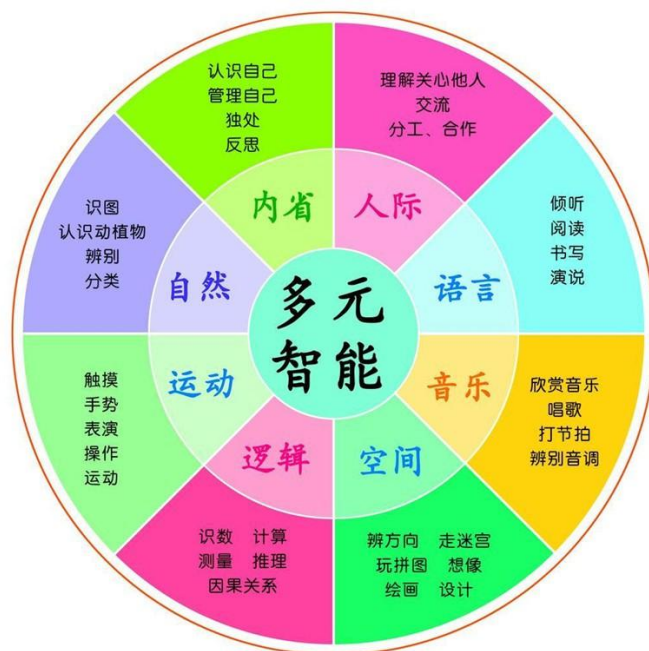 多元
智能
人际
理解关心他人
交流
分工、合作
语言
倾听
阅读
书写
演说
音乐
欣赏音乐
唱歌
打节拍
辨别音调
空间
辨方向 走迷宫
玩拼图 想像
绘画 设计
逻辑
识数 计算
测量 推理
因果关系
运动
触摸
手势
表演
操作
运动
自然
识图
认识动植物
辨别
分类
内省
认识自己
管理自己
独处
反思